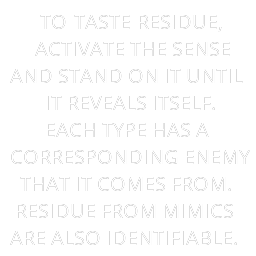 TO TASTE RESIDUE,
ACTIVATE THE SENSE
AND STAND ON IT UNTIL
IT REVEALS ITSELF.
EACH TYPE HAS A
CORRESPONDING ENEMY
THAT IT COMES FROM.
RESIDUE FROM MIMICS
ARE ALSO IDENTIFIABLE.